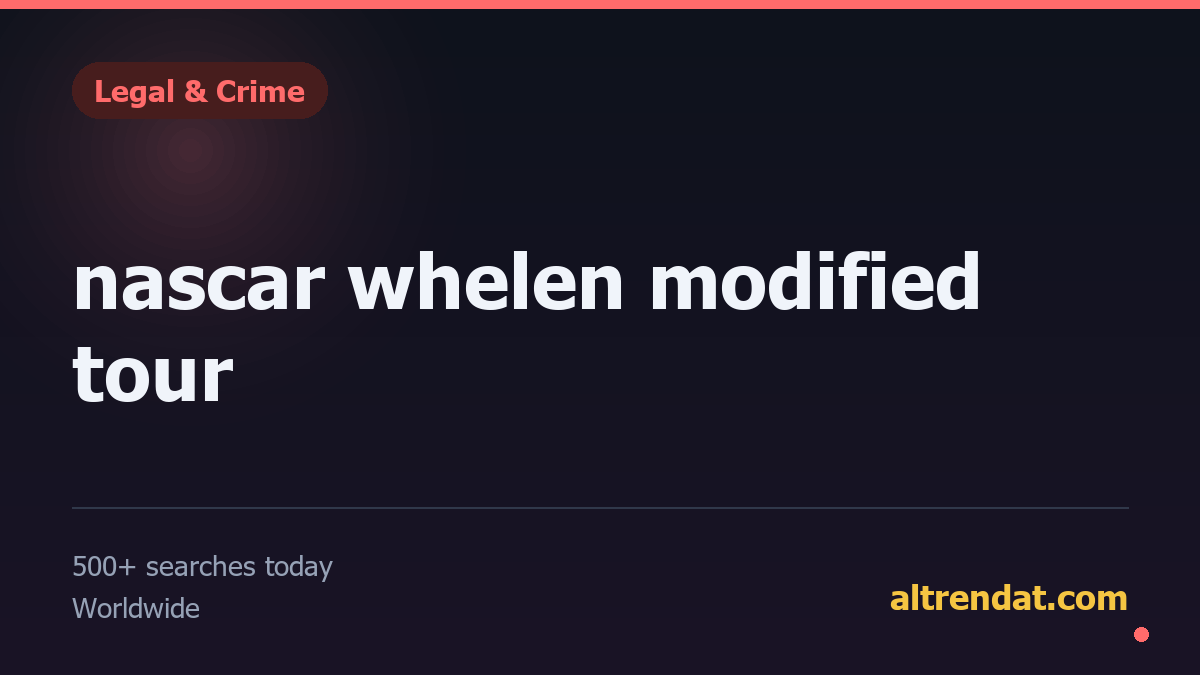 Legal & Crime
nascar whelen modified
tour
500+ searches today
Worldwide
altrendat.com